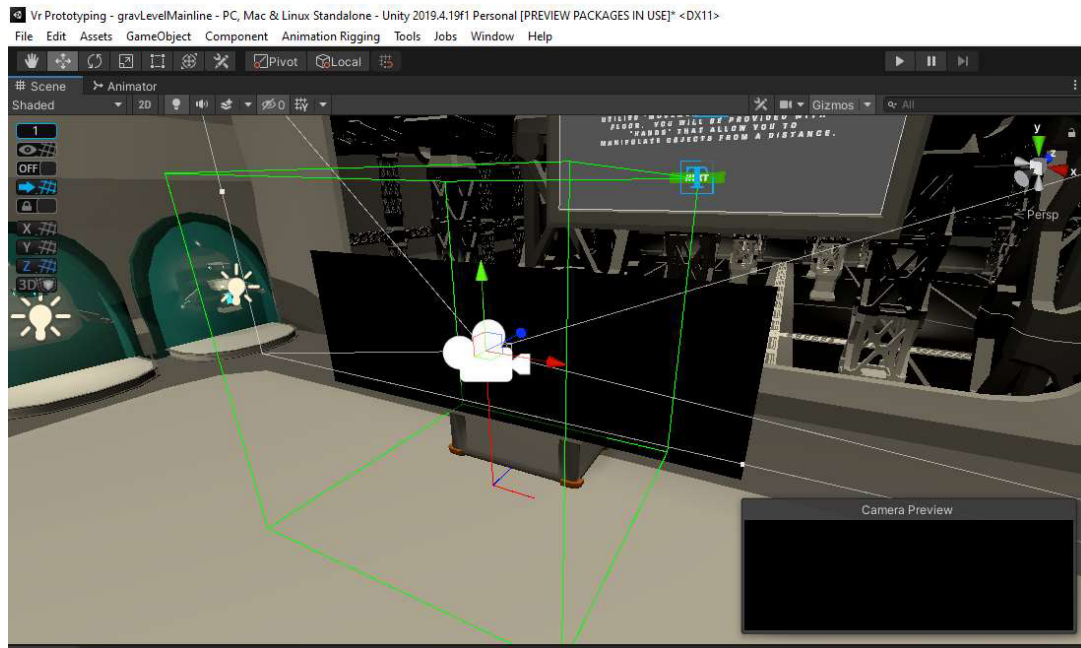 Vr Prototyping - gravLevelMainline - PC, Mac & Linux Standalone - Unity 2019.4.19f1 Personal [PREVIEW PACKAGES IN USE]* <DX11>
File Edit Assets GameObject Component Animation Rigging Tools Jobs Window Help
Pivot Local
# Scene Animator
Shaded 2D 0 Gizmos All
1
OFF
X
Y
Z
3D
y
z
x
< Persp
FLOOR. YOU WILL BE PROVIDED WITH
"HANDS" THAT ALLOW YOU TO
MANIPULATE OBJECTS FROM A DISTANCE.
NEXT
Camera Preview